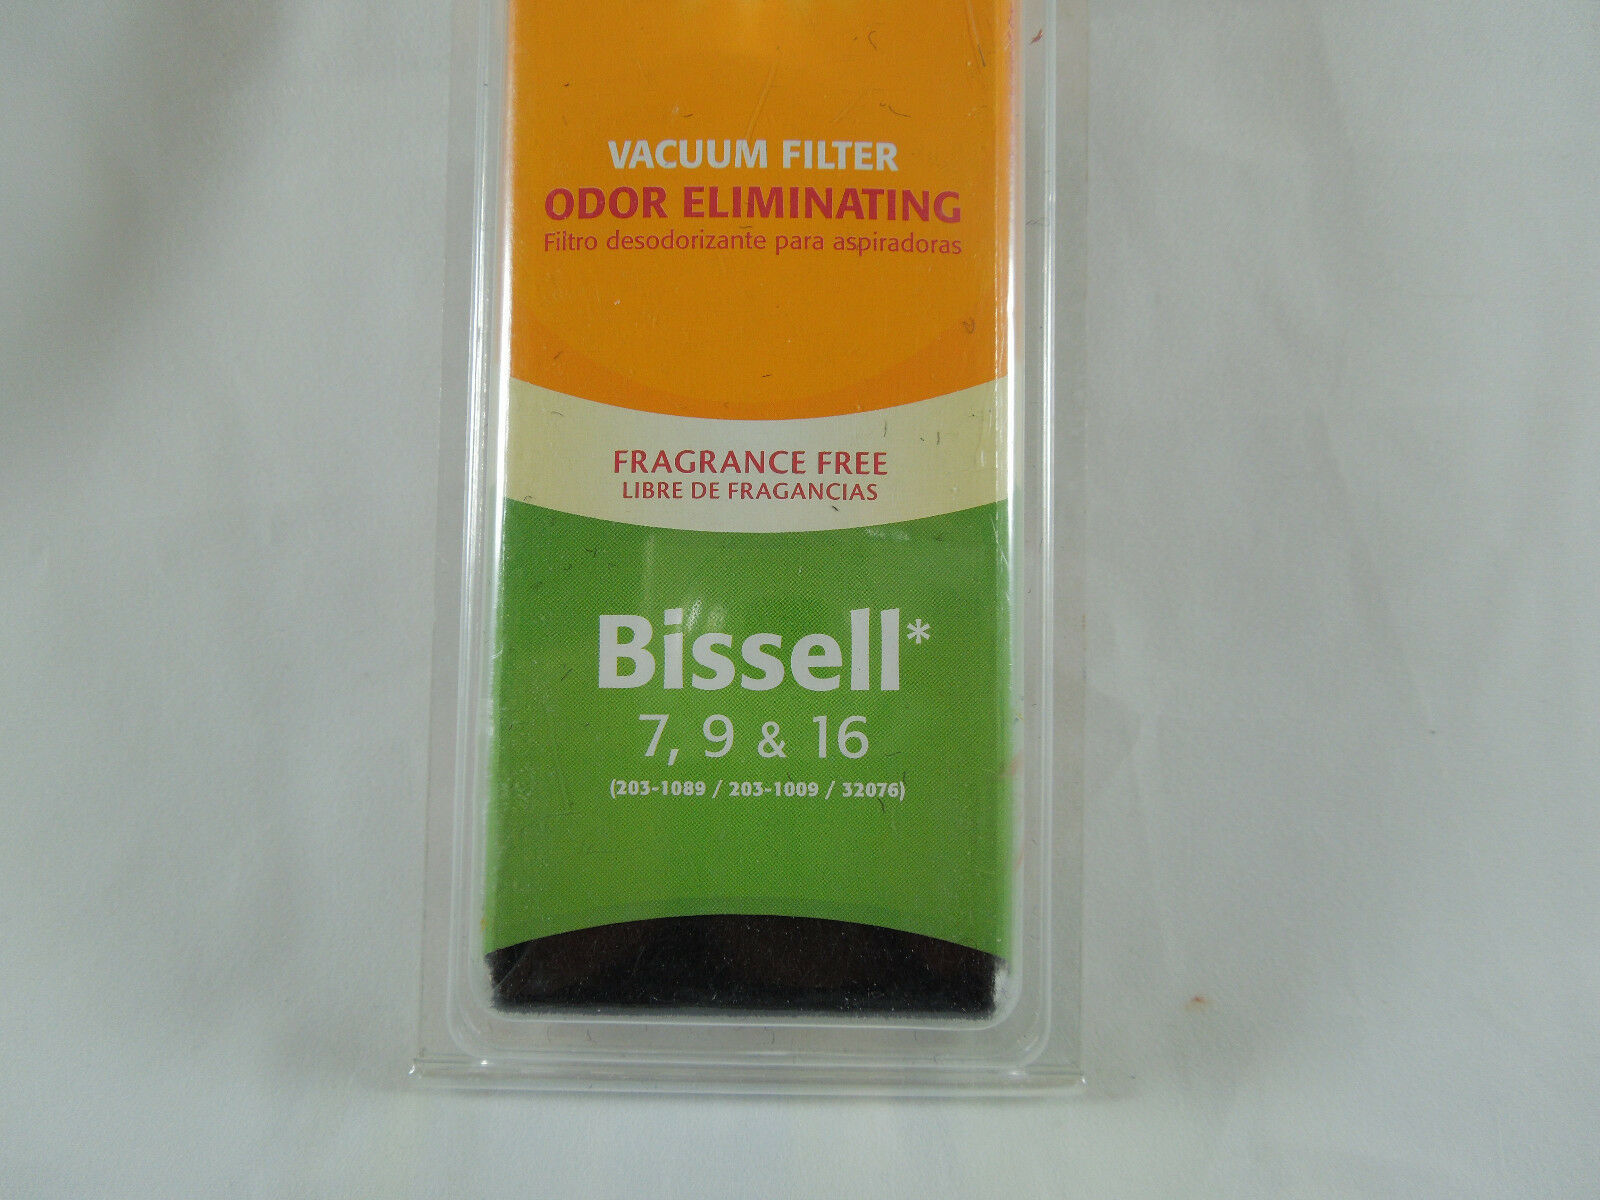 VACUUM FILTER
ODOR ELIMINATING
Filtro desodorizante para aspiradoras
FRAGRANCE FREE
LIBRE DE FRAGANCIAS
Bissell*
7, 9 & 16
(203-1089 / 203-1009 / 32076)